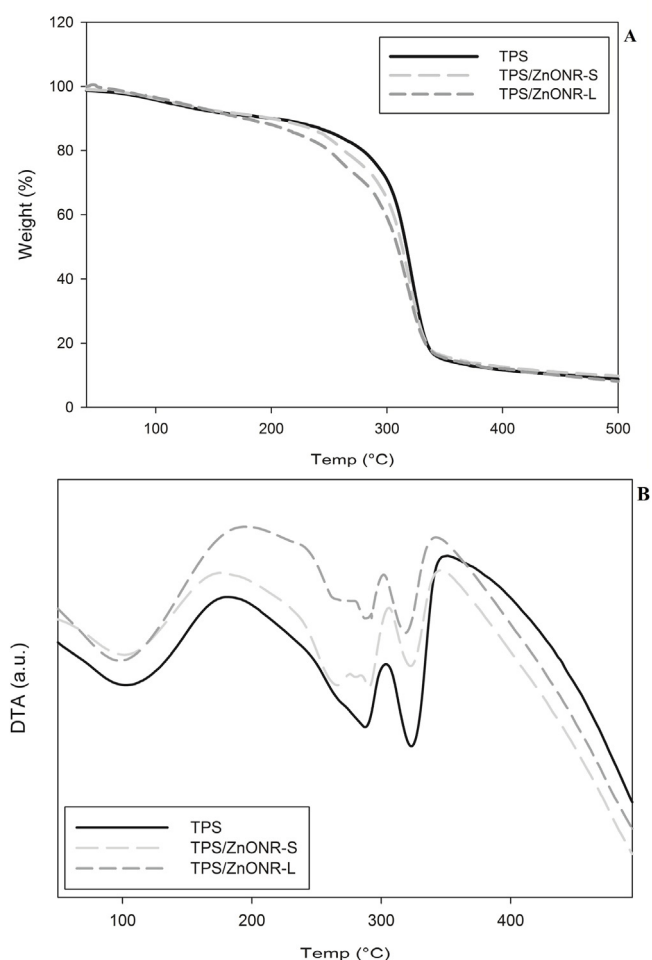 A
120
100
80
60
40
20
0
Weight (%)
TPS
TPS/ZnONR-S
TPS/ZnONR-L
100
200
300
400
500
Temp (°C)
B
DTA (a.u.)
TPS
TPS/ZnONR-S
TPS/ZnONR-L
100
200
300
400
Temp (°C)